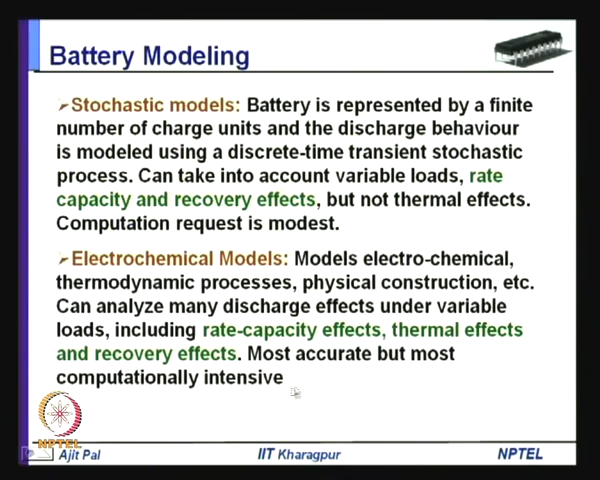 Battery Modeling
➢Stochastic models: Battery is represented by a finite
number of charge units and the discharge behaviour
is modeled using a discrete-time transient stochastic
process. Can take into account variable loads, rate
capacity and recovery effects, but not thermal effects.
Computation request is modest.
➢Electrochemical Models: Models electro-chemical,
thermodynamic processes, physical construction, etc.
Can analyze many discharge effects under variable
loads, including rate-capacity effects, thermal effects
and recovery effects. Most accurate but most
computationally intensive
NPTEL
Ajit Pal
IIT Kharagpur
NPTEL